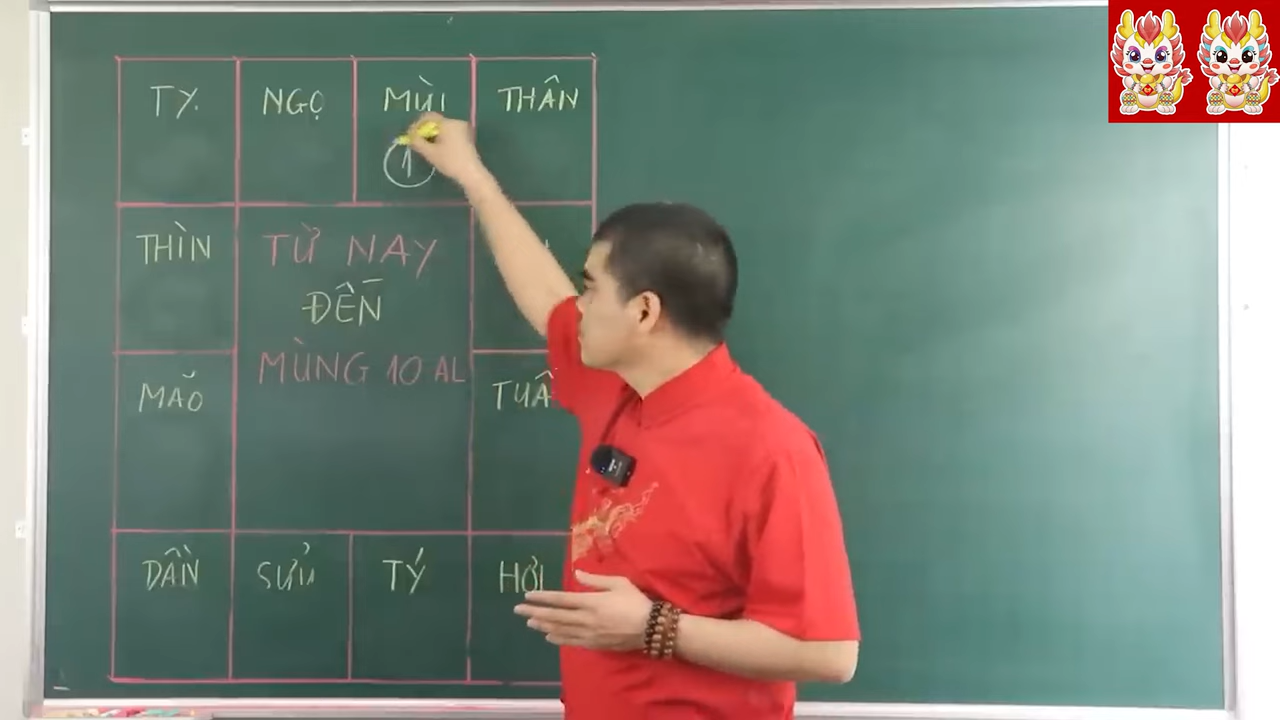 TỴ
NGỌ
MÙI
THÂN
1
THÌN
TỪ NAY
ĐẾN
MÙNG 10 AL
MÃO
DẦN
SỬU
TÝ
HỢI